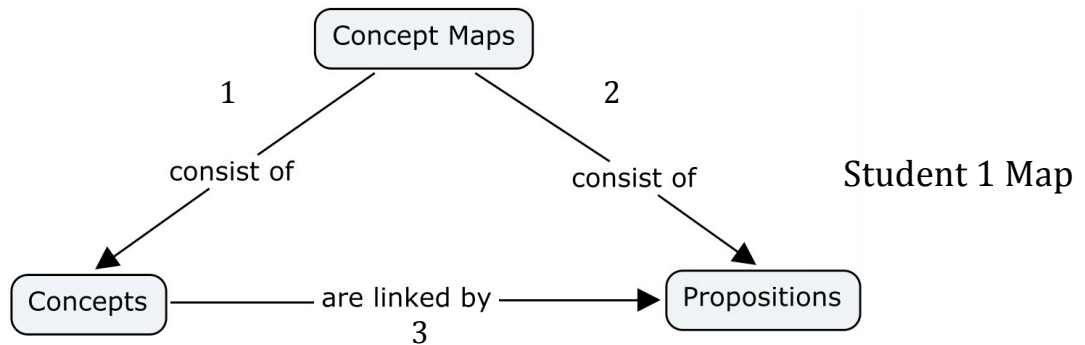 Concept Maps
1
2
consist of
consist of
Student 1 Map
Concepts
are linked by
Propositions
3